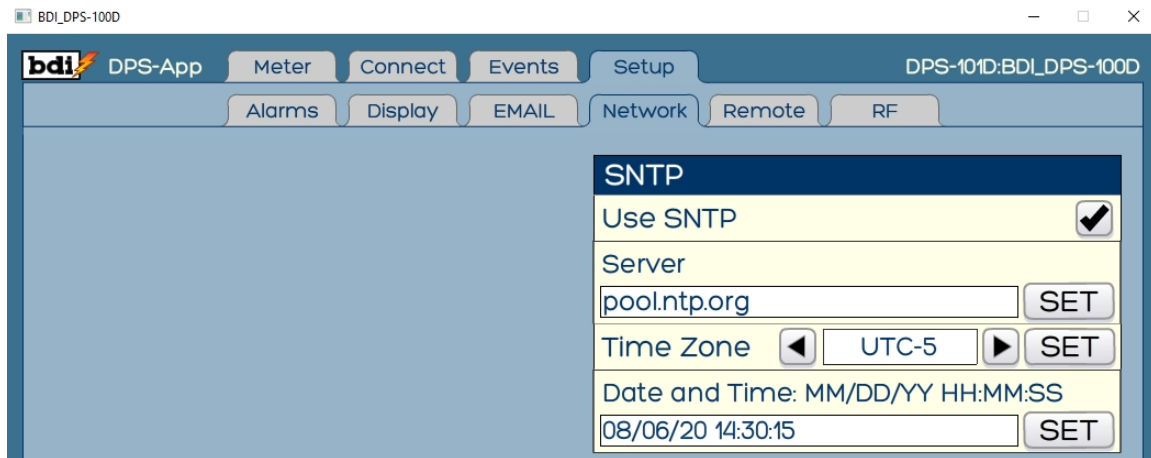 BDI_DPS-100D
bdi DPS-App Meter Connect Events Setup DPS-101D:BDI_DPS-100D
Alarms Display EMAIL Network Remote RF
SNTP
Use SNTP
Server
pool.ntp.org SET
Time Zone UTC-5 SET
Date and Time: MM/DD/YY HH:MM:SS
08/06/20 14:30:15 SET